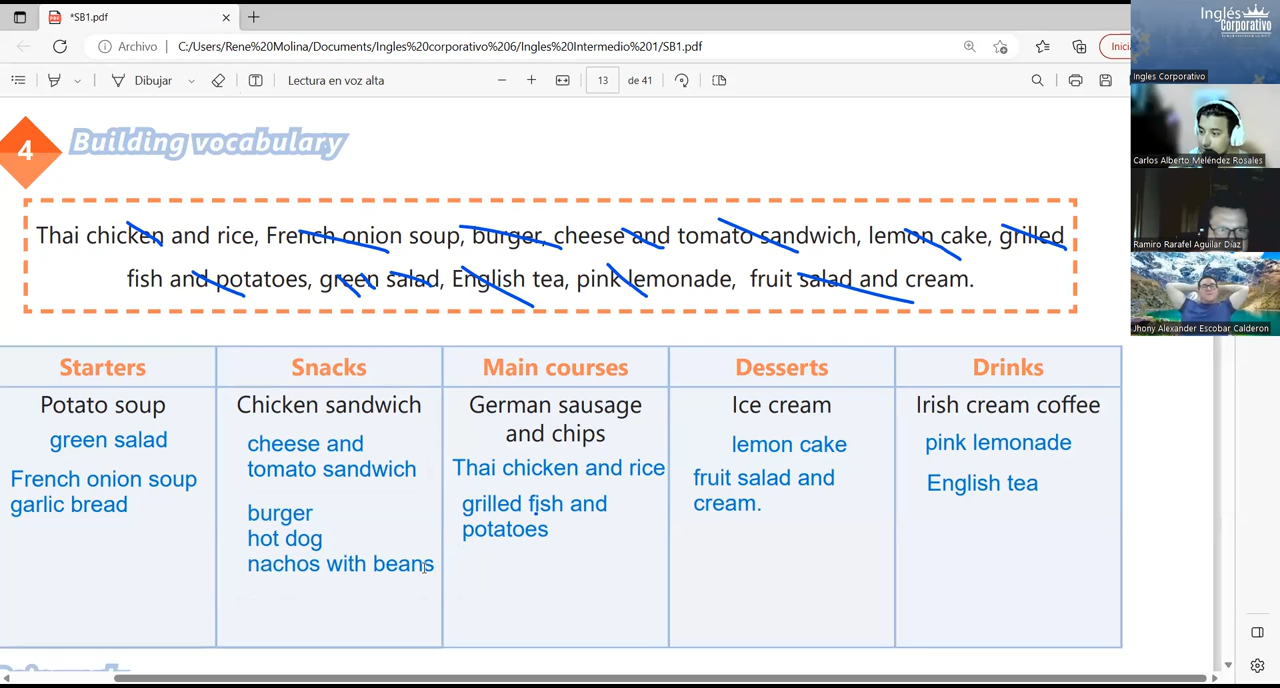 *SB1.pdf
Archivo
C:/Users/Rene%20Molina/Documents/Ingles%20corporativo%206/Ingles%20Intermedio%201/SB1.pdf
Inicia
Dibujar
Lectura en voz alta
13
de 41
Inglés
Corporativo
Ingles Corporativo
Carlos Alberto Meléndez Rosales
Ramiro Rararfel Aguilar Díaz
Jhony Alexander Escobar Calderon
4
Building vocabulary
Thai chicken and rice, French onion soup, burger, cheese and tomato sandwich, lemon cake, grilled
fish and potatoes, green salad, English tea, pink lemonade, fruit salad and cream.
Starters
Snacks
Main courses
Desserts
Drinks
Potato soup
green salad
French onion soup
garlic bread
Chicken sandwich
cheese and
tomato sandwich
burger
hot dog
nachos with beans
German sausage
and chips
Thai chicken and rice
grilled fish and
potatoes
Ice cream
lemon cake
fruit salad and
cream.
Irish cream coffee
pink lemonade
English tea